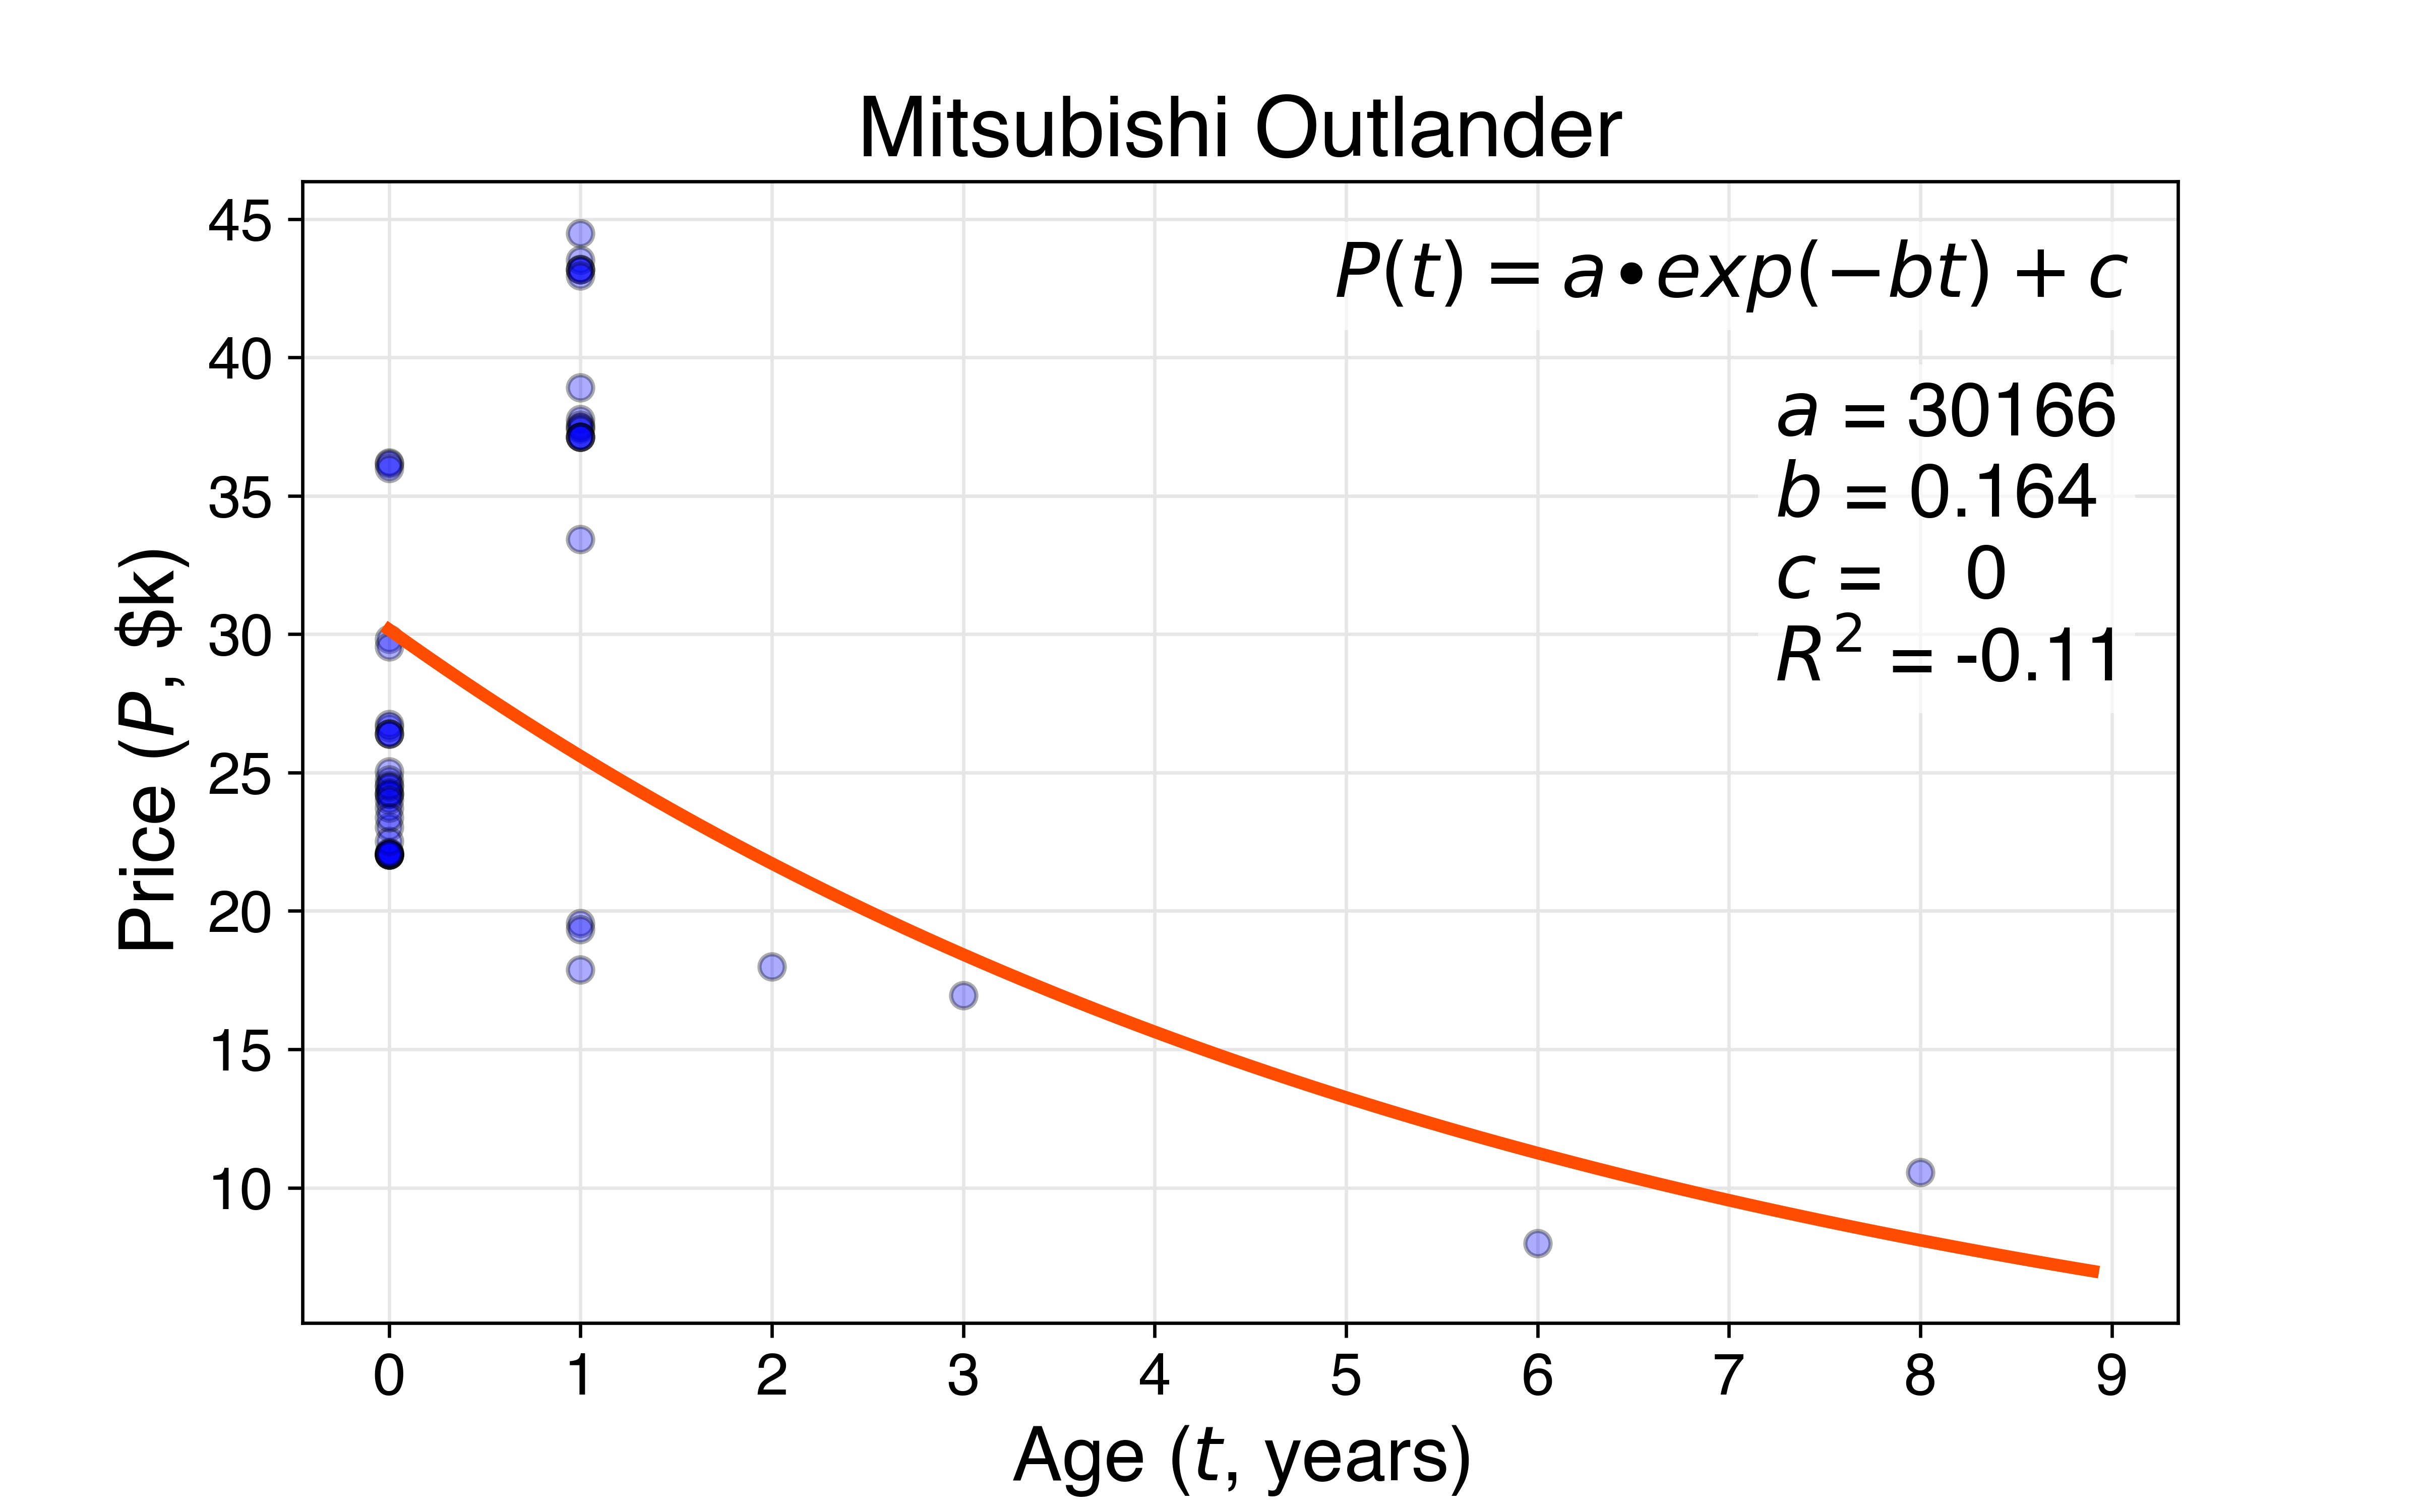 Mitsubishi Outlander
P(t) = a•exp(−bt) + c
a = 30166
b = 0.164
c = 0
R² = -0.11
45
40
35
30
25
20
15
10
Price (P, $k)
0 1 2 3 4 5 6 7 8 9
Age (t, years)